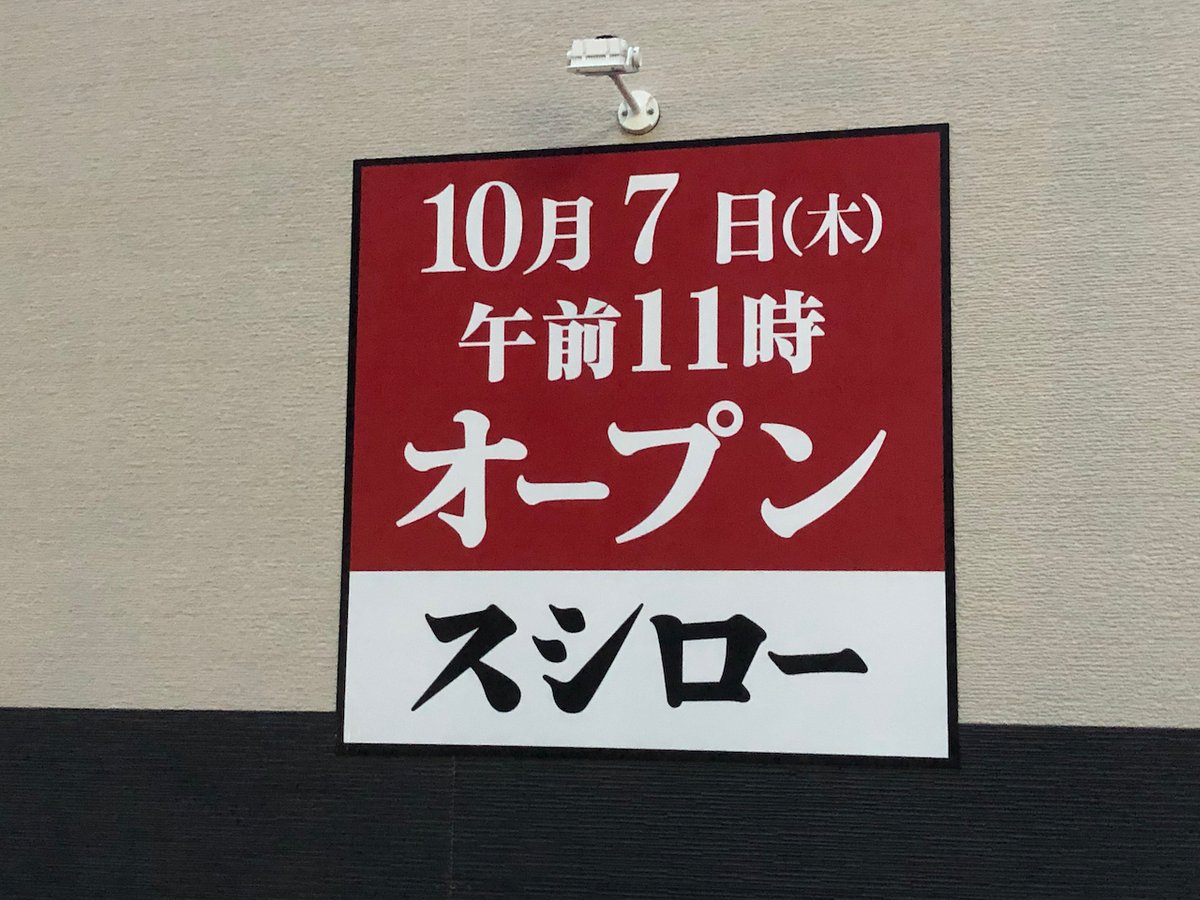 10月7日(木)
午前11時
オープン
スシロー